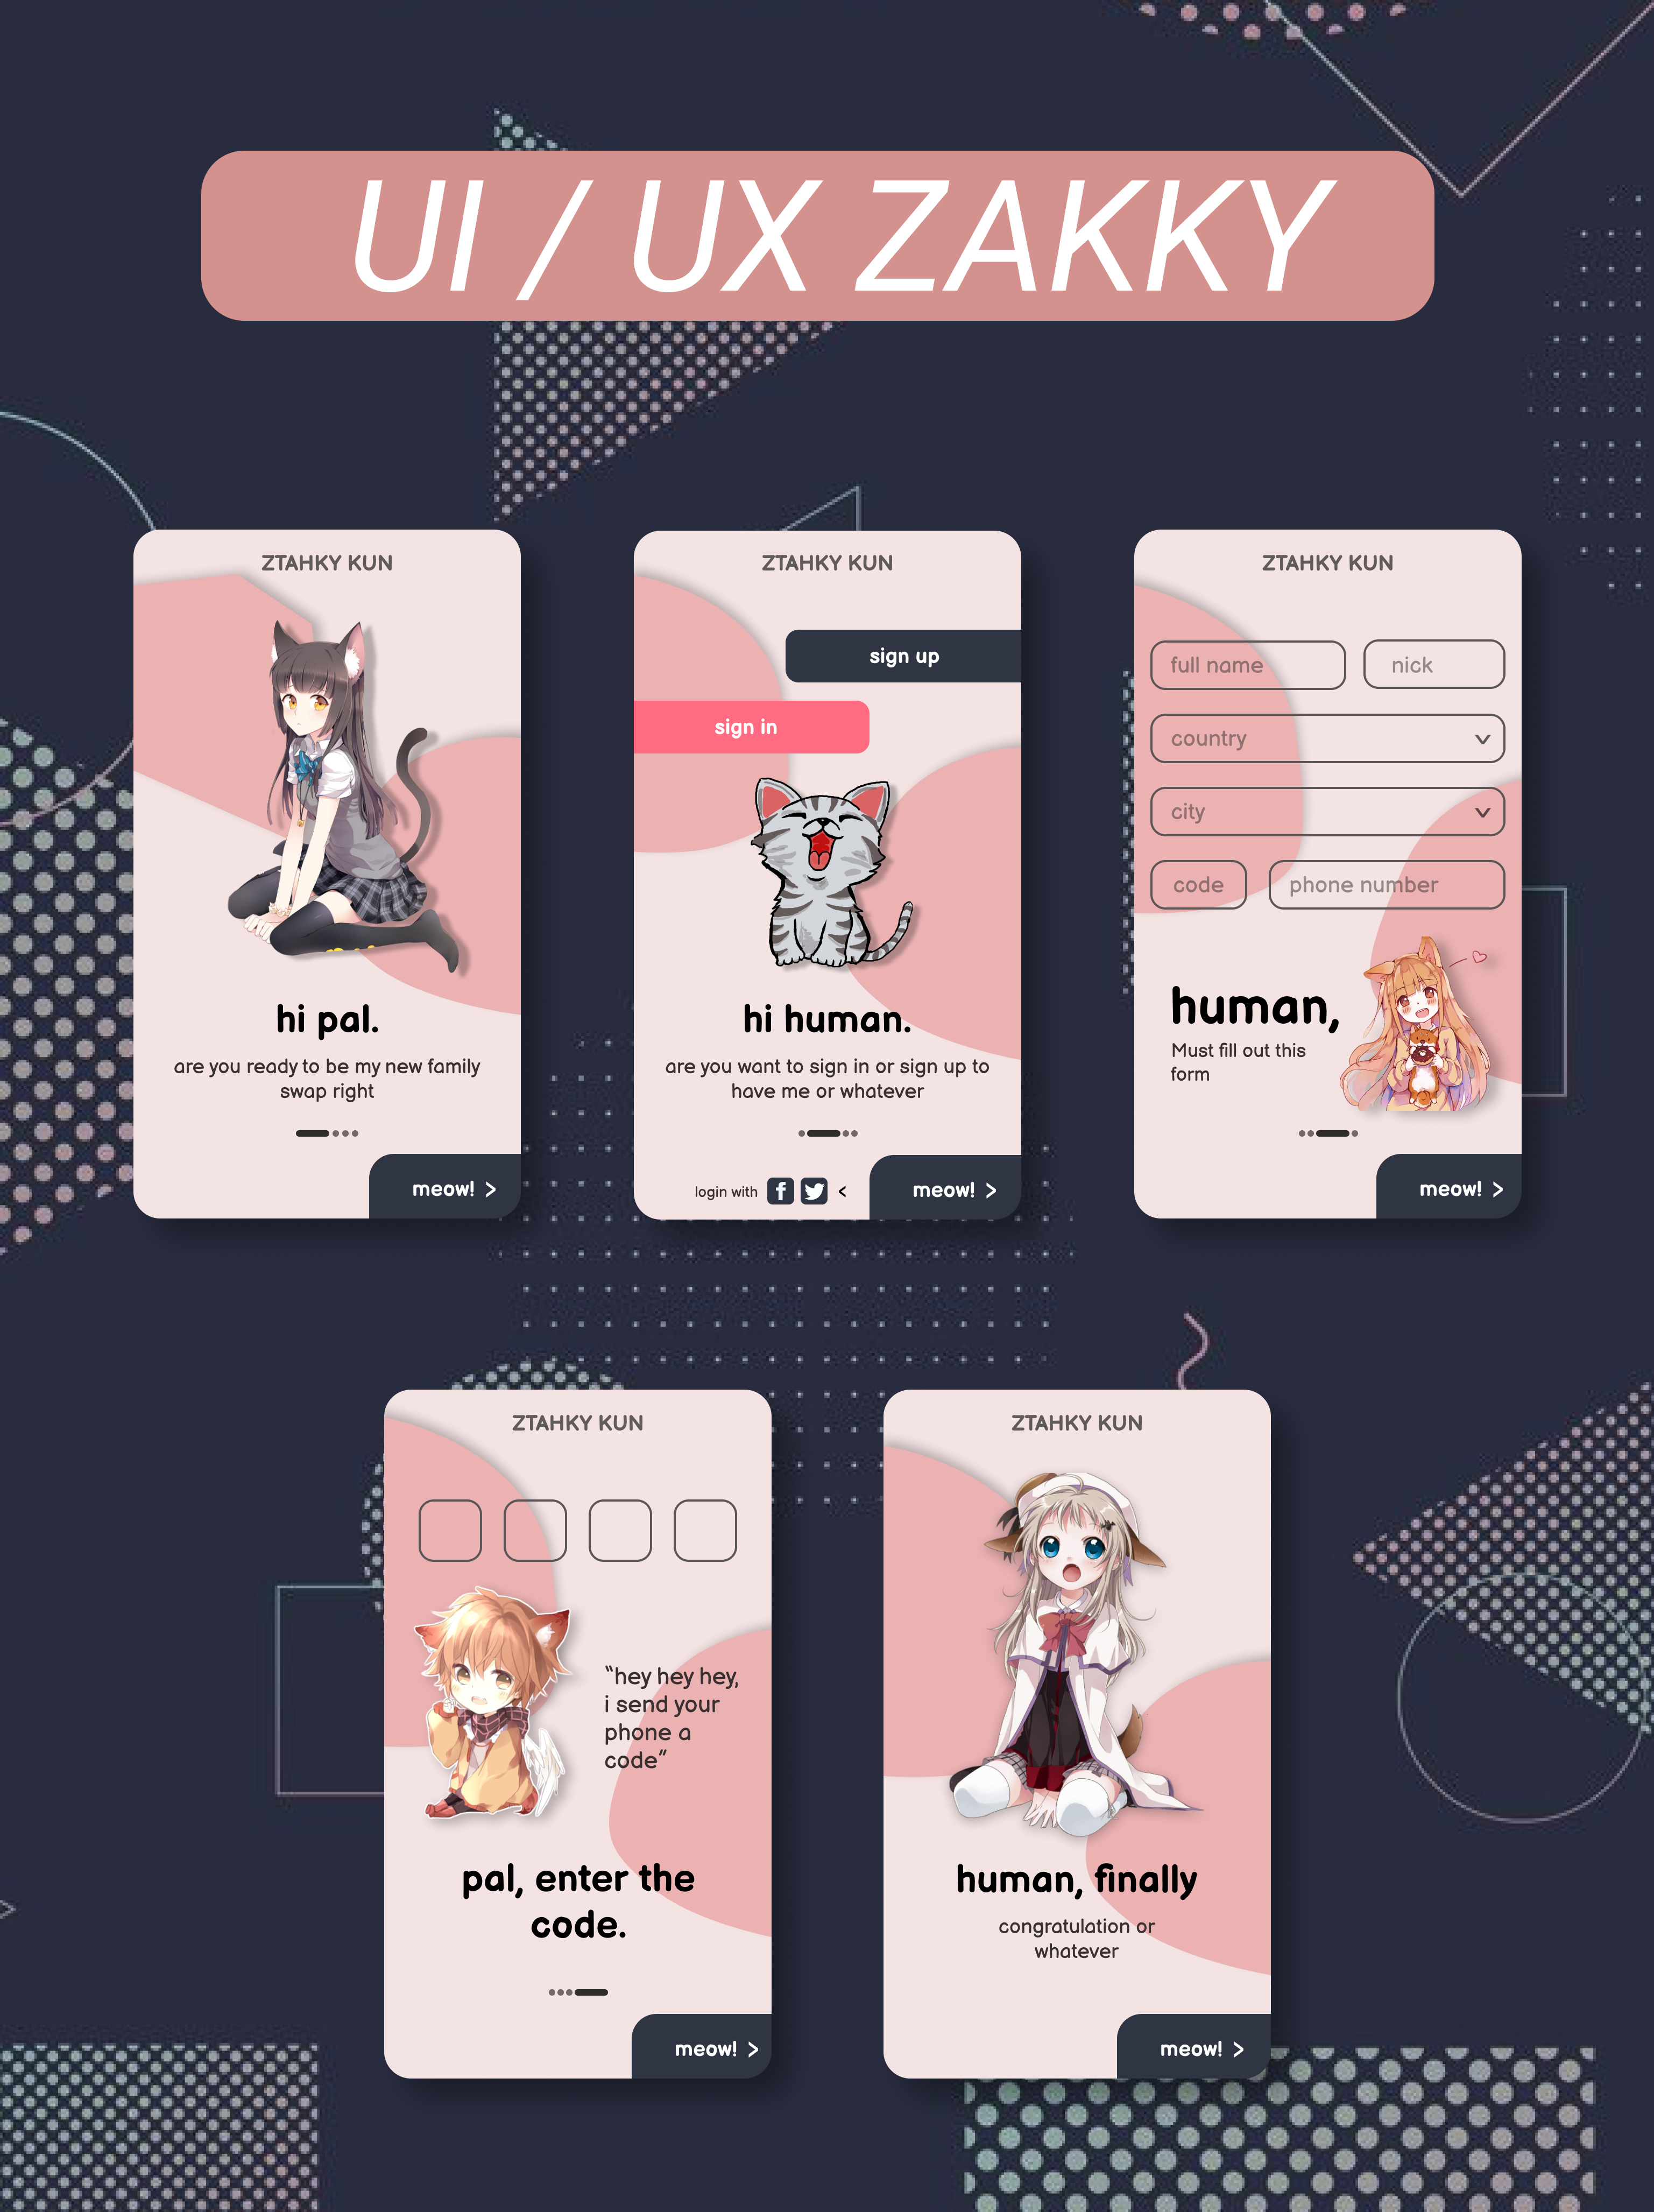 UI / UX ZAKKY
ZTAHKY KUN
hi pal.
are you ready to be my new family
swap right
meow! >
ZTAHKY KUN
sign up
sign in
hi human.
are you want to sign in or sign up to
have me or whatever
login with f <
meow! >
ZTAHKY KUN
full name
nick
country
city
code
phone number
human,
Must fill out this
form
meow! >
ZTAHKY KUN
"hey hey hey,
i send your
phone a
code"
pal, enter the
code.
meow! >
ZTAHKY KUN
human, finally
congratulation or
whatever
meow! >